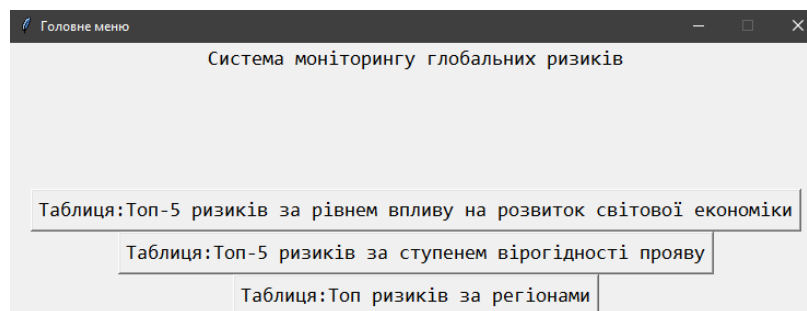 Головне меню
Система моніторингу глобальних ризиків
Таблиця:Топ-5 ризиків за рівнем впливу на розвиток світової економіки
Таблиця:Топ-5 ризиків за ступенем вірогідності прояву
Таблиця:Топ ризиків за регіонами